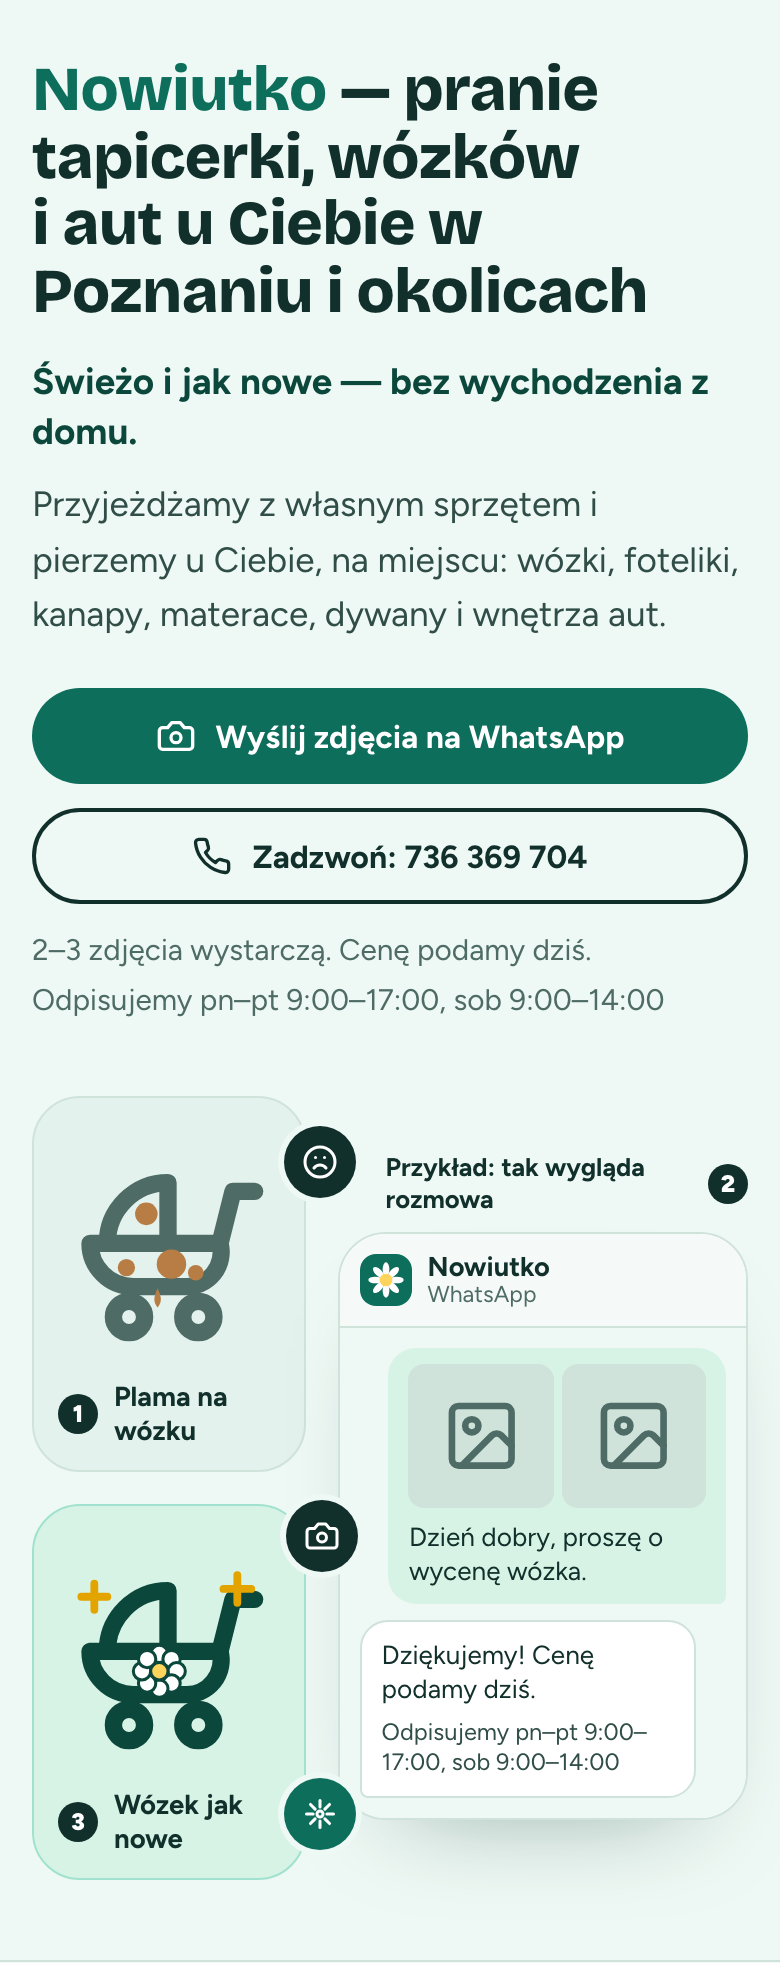 Nowiutko — pranie
tapicerki, wózków
i aut u Ciebie w
Poznaniu i okolicach
Świeżo i jak nowe — bez wychodzenia z
domu.
Przyjeżdżamy z własnym sprzętem i
pierzemy u Ciebie, na miejscu: wózki, foteliki,
kanapy, materace, dywany i wnętrza aut.
Wyślij zdjęcia na WhatsApp
Zadzwoń: 736 369 704
2–3 zdjęcia wystarczą. Cenę podamy dziś.
Odpisujemy pn–pt 9:00–17:00, sob 9:00–14:00
1
Plama na
wózku
Przykład: tak wygląda
rozmowa
2
Nowiutko
WhatsApp
Dzień dobry, proszę o
wycenę wózka.
Dziękujemy! Cenę
podamy dziś.
Odpisujemy pn–pt 9:00–
17:00, sob 9:00–14:00
3
Wózek jak
nowe